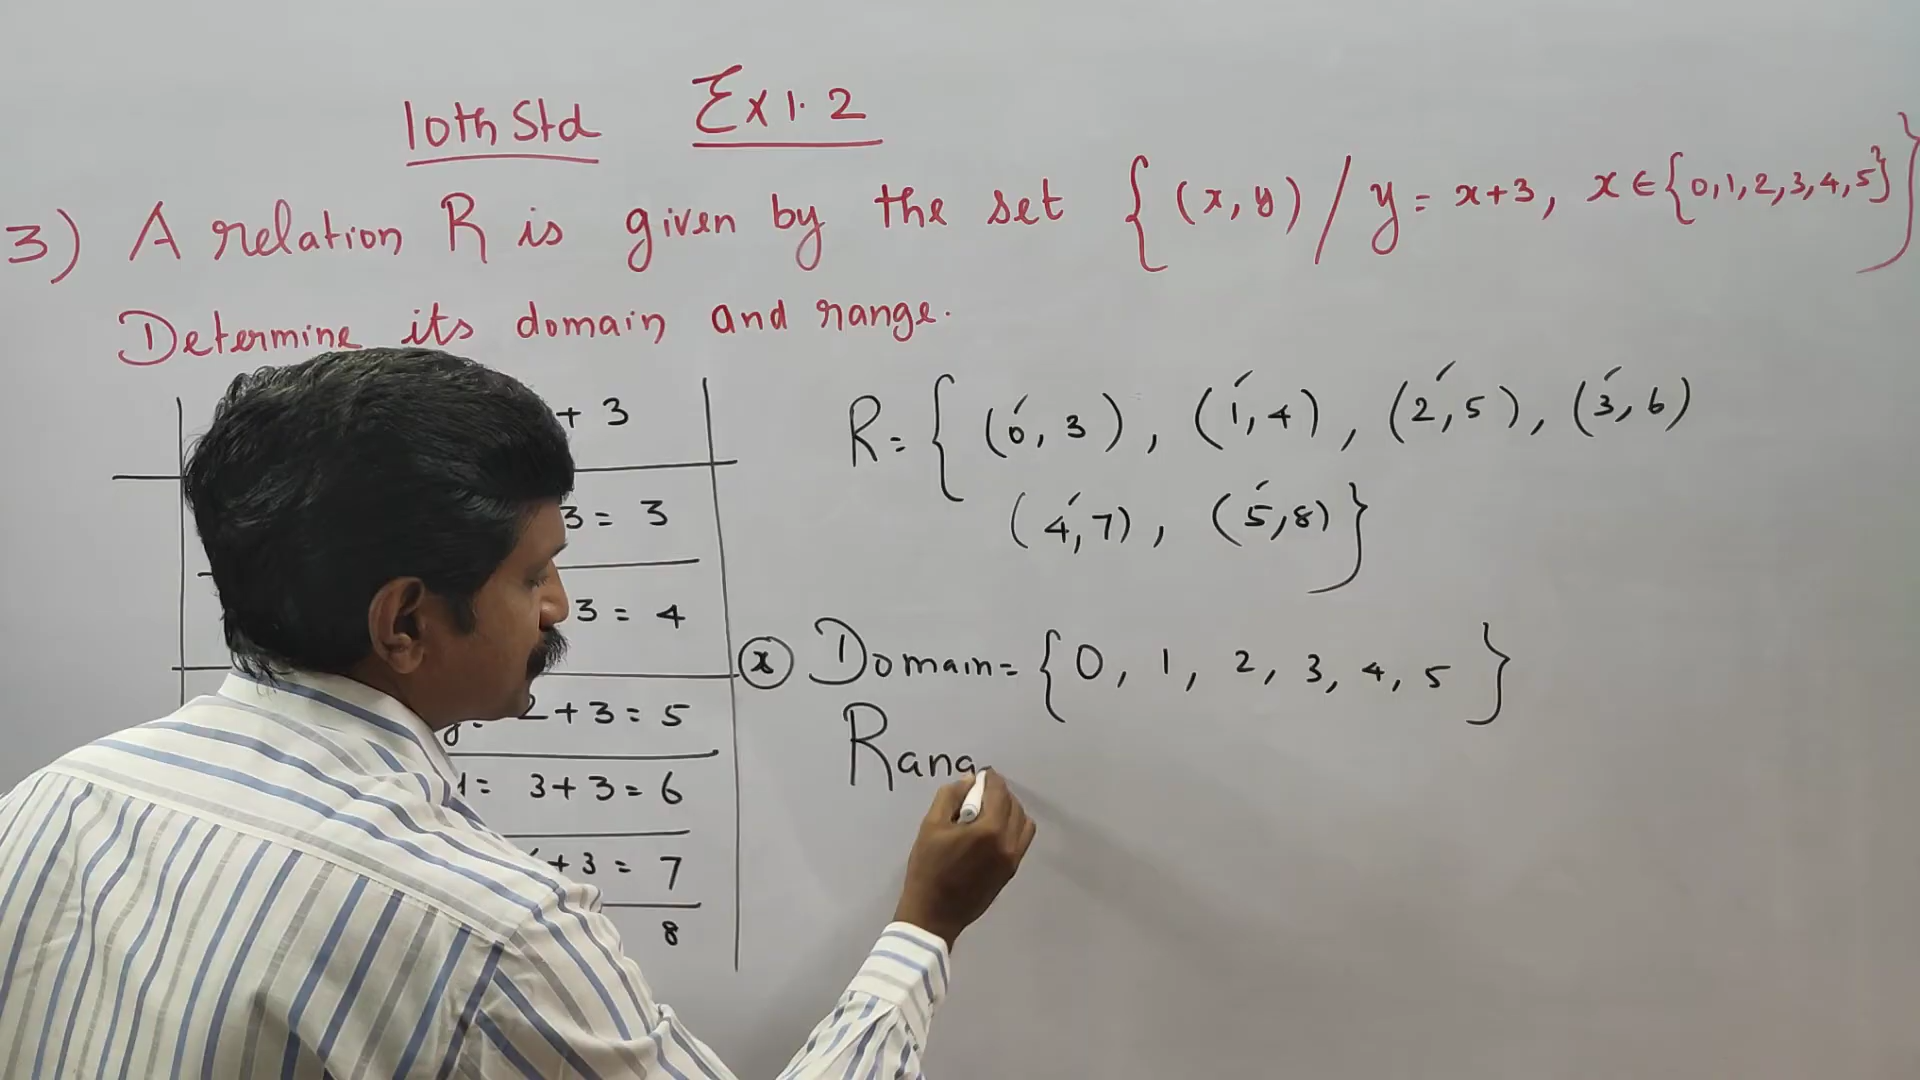 10th Std Ex 1.2
3) A relation R is given by the set {(x, y) / y = x+3, x ∈ {0,1,2,3,4,5}}
Determine its domain and range.
+ 3
3 = 3
3 = 4
2+3 = 5
3+3 = 6
+3 = 7
8
R = { (0, 3), (1, 4), (2, 5), (3, 6)
(4, 7), (5, 8) }
(x) Domain = {0, 1, 2, 3, 4, 5}
Rang